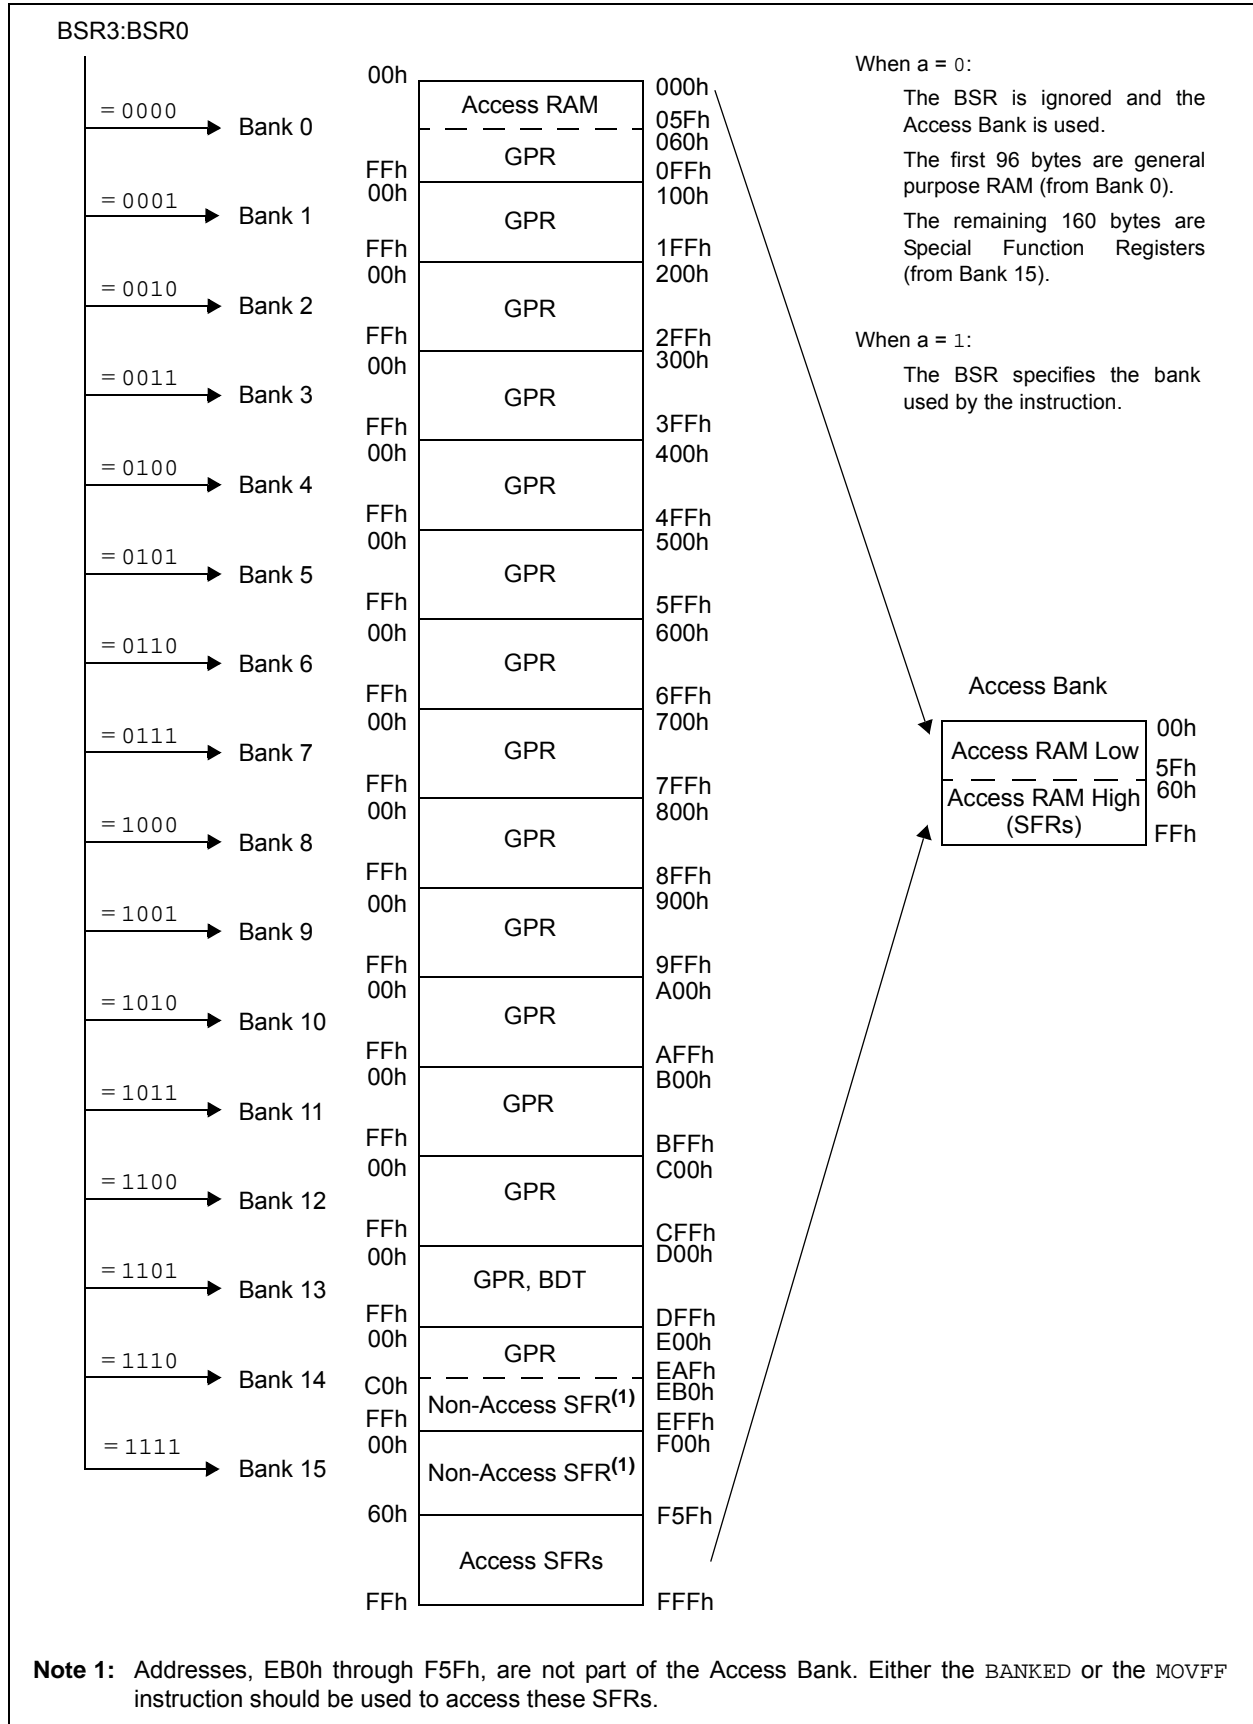 BSR3:BSR0
= 0000
Bank 0
= 0001
Bank 1
= 0010
Bank 2
= 0011
Bank 3
= 0100
Bank 4
= 0101
Bank 5
= 0110
Bank 6
= 0111
Bank 7
= 1000
Bank 8
= 1001
Bank 9
= 1010
Bank 10
= 1011
Bank 11
= 1100
Bank 12
= 1101
Bank 13
= 1110
Bank 14
= 1111
Bank 15
00h
Access RAM
000h
05Fh
060h
GPR
FFh
0FFh
00h
100h
GPR
FFh
1FFh
00h
200h
GPR
FFh
2FFh
00h
300h
GPR
FFh
3FFh
00h
400h
GPR
FFh
4FFh
00h
500h
GPR
FFh
5FFh
00h
600h
GPR
FFh
6FFh
00h
700h
GPR
FFh
7FFh
00h
800h
GPR
FFh
8FFh
00h
900h
GPR
FFh
9FFh
00h
A00h
GPR
FFh
AFFh
00h
B00h
GPR
FFh
BFFh
00h
C00h
GPR
FFh
CFFh
00h
D00h
GPR, BDT
FFh
DFFh
00h
E00h
GPR
EAFh
C0h
EB0h
Non-Access SFR(1)
FFh
EFFh
00h
F00h
Non-Access SFR(1)
60h
F5Fh
Access SFRs
FFh
FFFh
When a = 0:
The BSR is ignored and the
Access Bank is used.
The first 96 bytes are general
purpose RAM (from Bank 0).
The remaining 160 bytes are
Special Function Registers
(from Bank 15).
When a = 1:
The BSR specifies the bank
used by the instruction.
Access Bank
00h
Access RAM Low
5Fh
60h
Access RAM High
(SFRs)
FFh
Note 1: Addresses, EB0h through F5Fh, are not part of the Access Bank. Either the BANKED or the MOVFF
instruction should be used to access these SFRs.